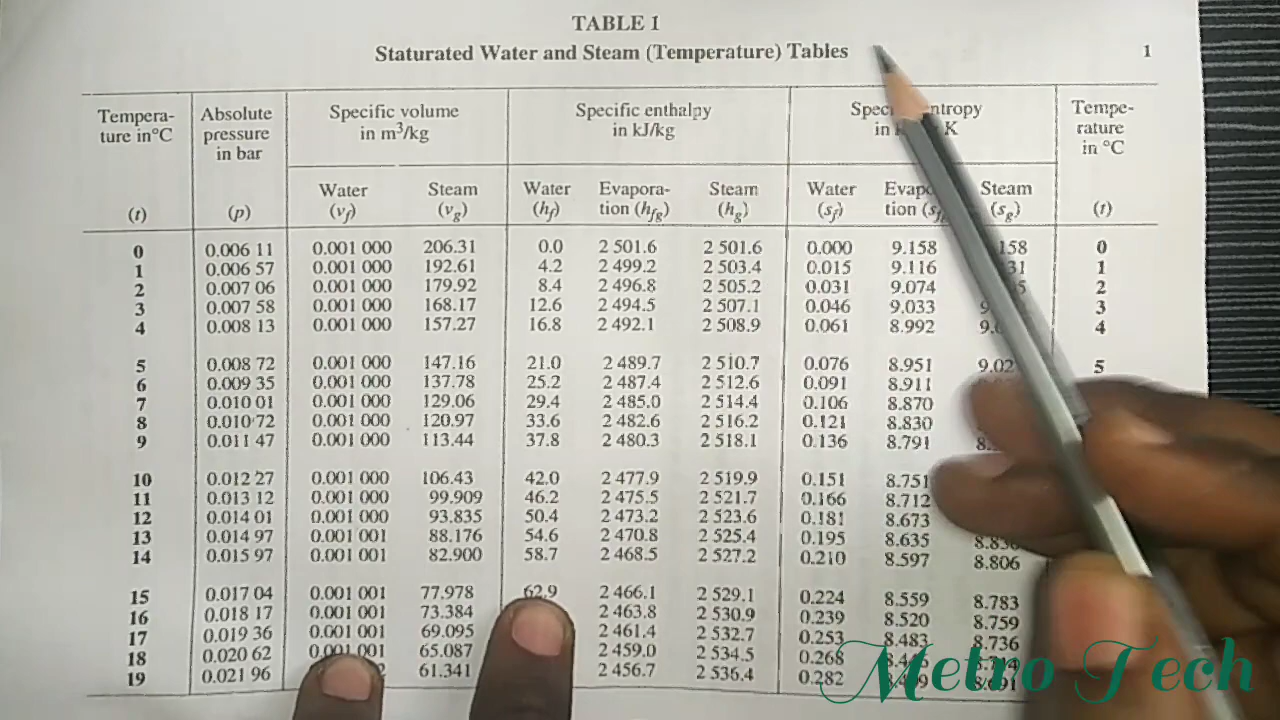 TABLE 1
Staturated Water and Steam (Temperature) Tables 1
Tempera- Absolute Specific volume Specific enthalpy Tempe-
ture in°C pressure in m³/kg in kJ/kg in K rature
in bar in °C
Water Steam Water Evapora- Steam Water Steam
(t) (p) (vf) (vg) (hf) tion (hfg) (hg) (sf) tion (sg) (t)
0 0.006 11 0.001 000 206.31 0.0 2 501.6 2 501.6 0.000 9.158 0
1 0.006 57 0.001 000 192.61 4.2 2 499.2 2 503.4 0.015 9.116 1
2 0.007 06 0.001 000 179.92 8.4 2 496.8 2 505.2 0.031 9.074 2
3 0.007 58 0.001 000 168.17 12.6 2 494.5 2 507.1 0.046 9.033 3
4 0.008 13 0.001 000 157.27 16.8 2 492.1 2 508.9 0.061 8.992 4
5 0.008 72 0.001 000 147.16 21.0 2 489.7 2 510.7 0.076 8.951 5
6 0.009 35 0.001 000 137.78 25.2 2 487.4 2 512.6 0.091 8.911
7 0.010 01 0.001 000 129.06 29.4 2 485.0 2 514.4 0.106 8.870
8 0.010 72 0.001 000 120.97 33.6 2 482.6 2 516.2 0.121 8.830
9 0.011 47 0.001 000 113.44 37.8 2 480.3 2 518.1 0.136 8.791
10 0.012 27 0.001 000 106.43 42.0 2 477.9 2 519.9 0.151 8.751
11 0.013 12 0.001 000 99.909 46.2 2 475.5 2 521.7 0.166 8.712
12 0.014 01 0.001 000 93.835 50.4 2 473.2 2 523.6 0.181 8.673
13 0.014 97 0.001 001 88.176 54.6 2 470.8 2 525.4 0.195 8.635
14 0.015 97 0.001 001 82.900 58.7 2 468.5 2 527.2 0.210 8.597 8.806
15 0.017 04 0.001 001 77.978 62.9 2 466.1 2 529.1 0.224 8.559 8.783
16 0.018 17 0.001 001 73.384 2 463.8 2 530.9 0.239 8.520 8.759
17 0.019 36 0.001 001 69.095 2 461.4 2 532.7 0.253 8.483 8.736
18 0.020 62 0.001 001 65.087 2 459.0 2 534.5 0.268
19 0.021 96 61.341 2 456.7 2 536.4 0.282
Metro Tech